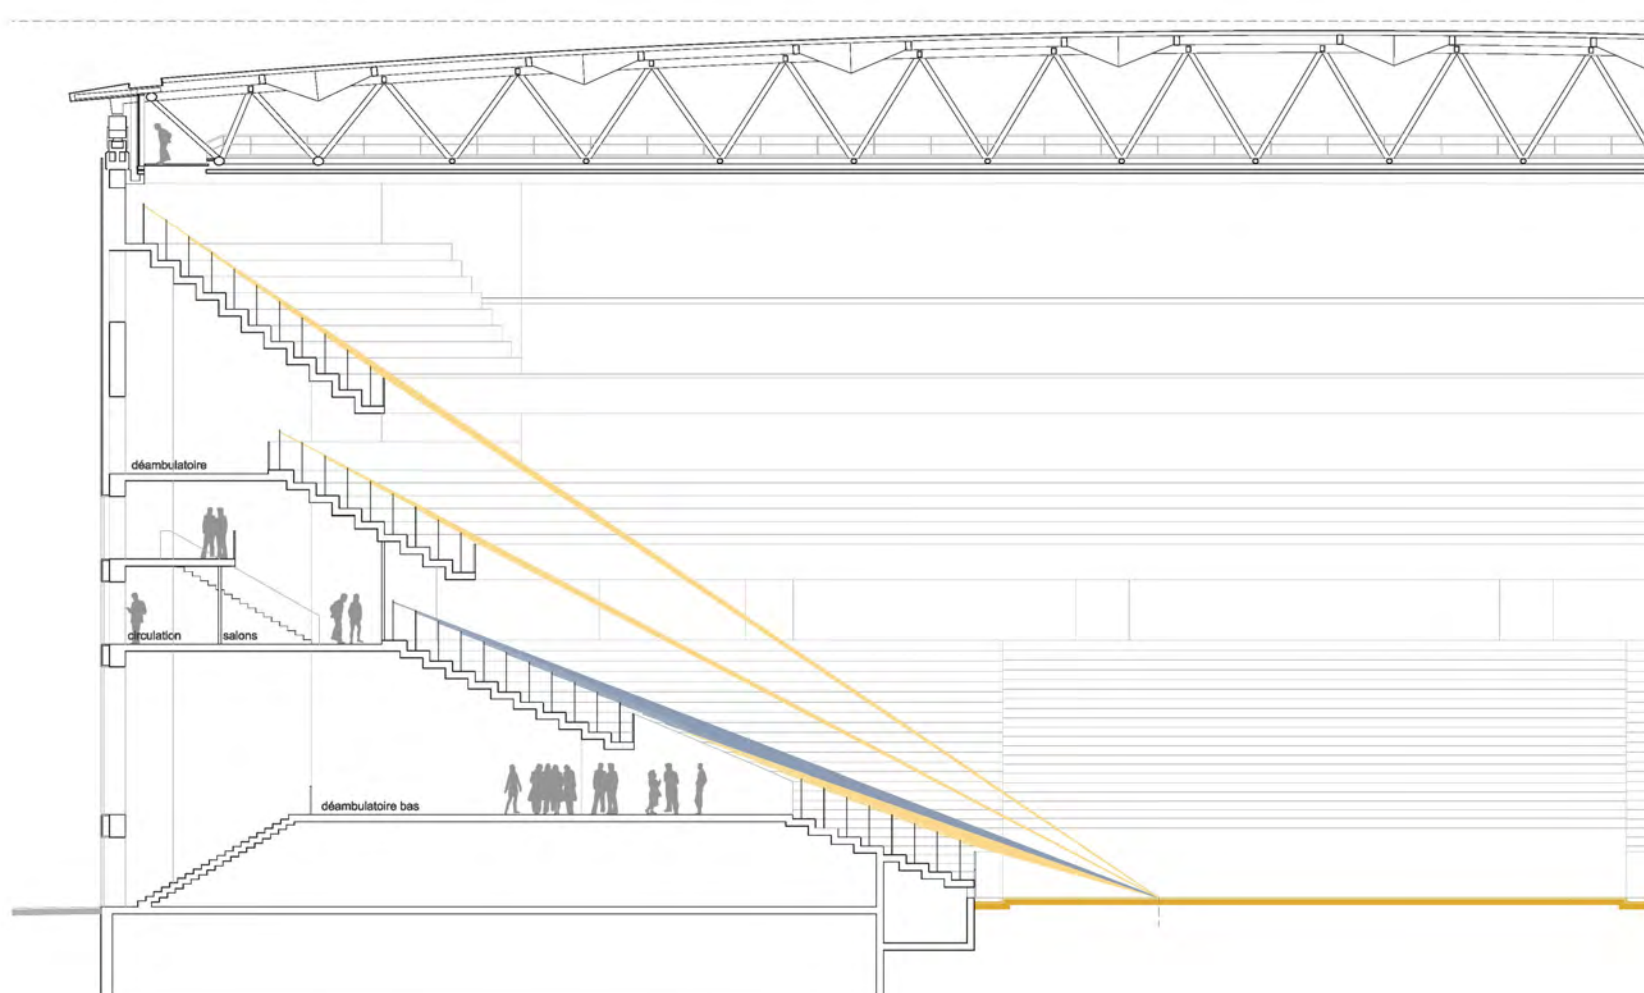 déambulatoire
circulation
salons
déambulatoire bas